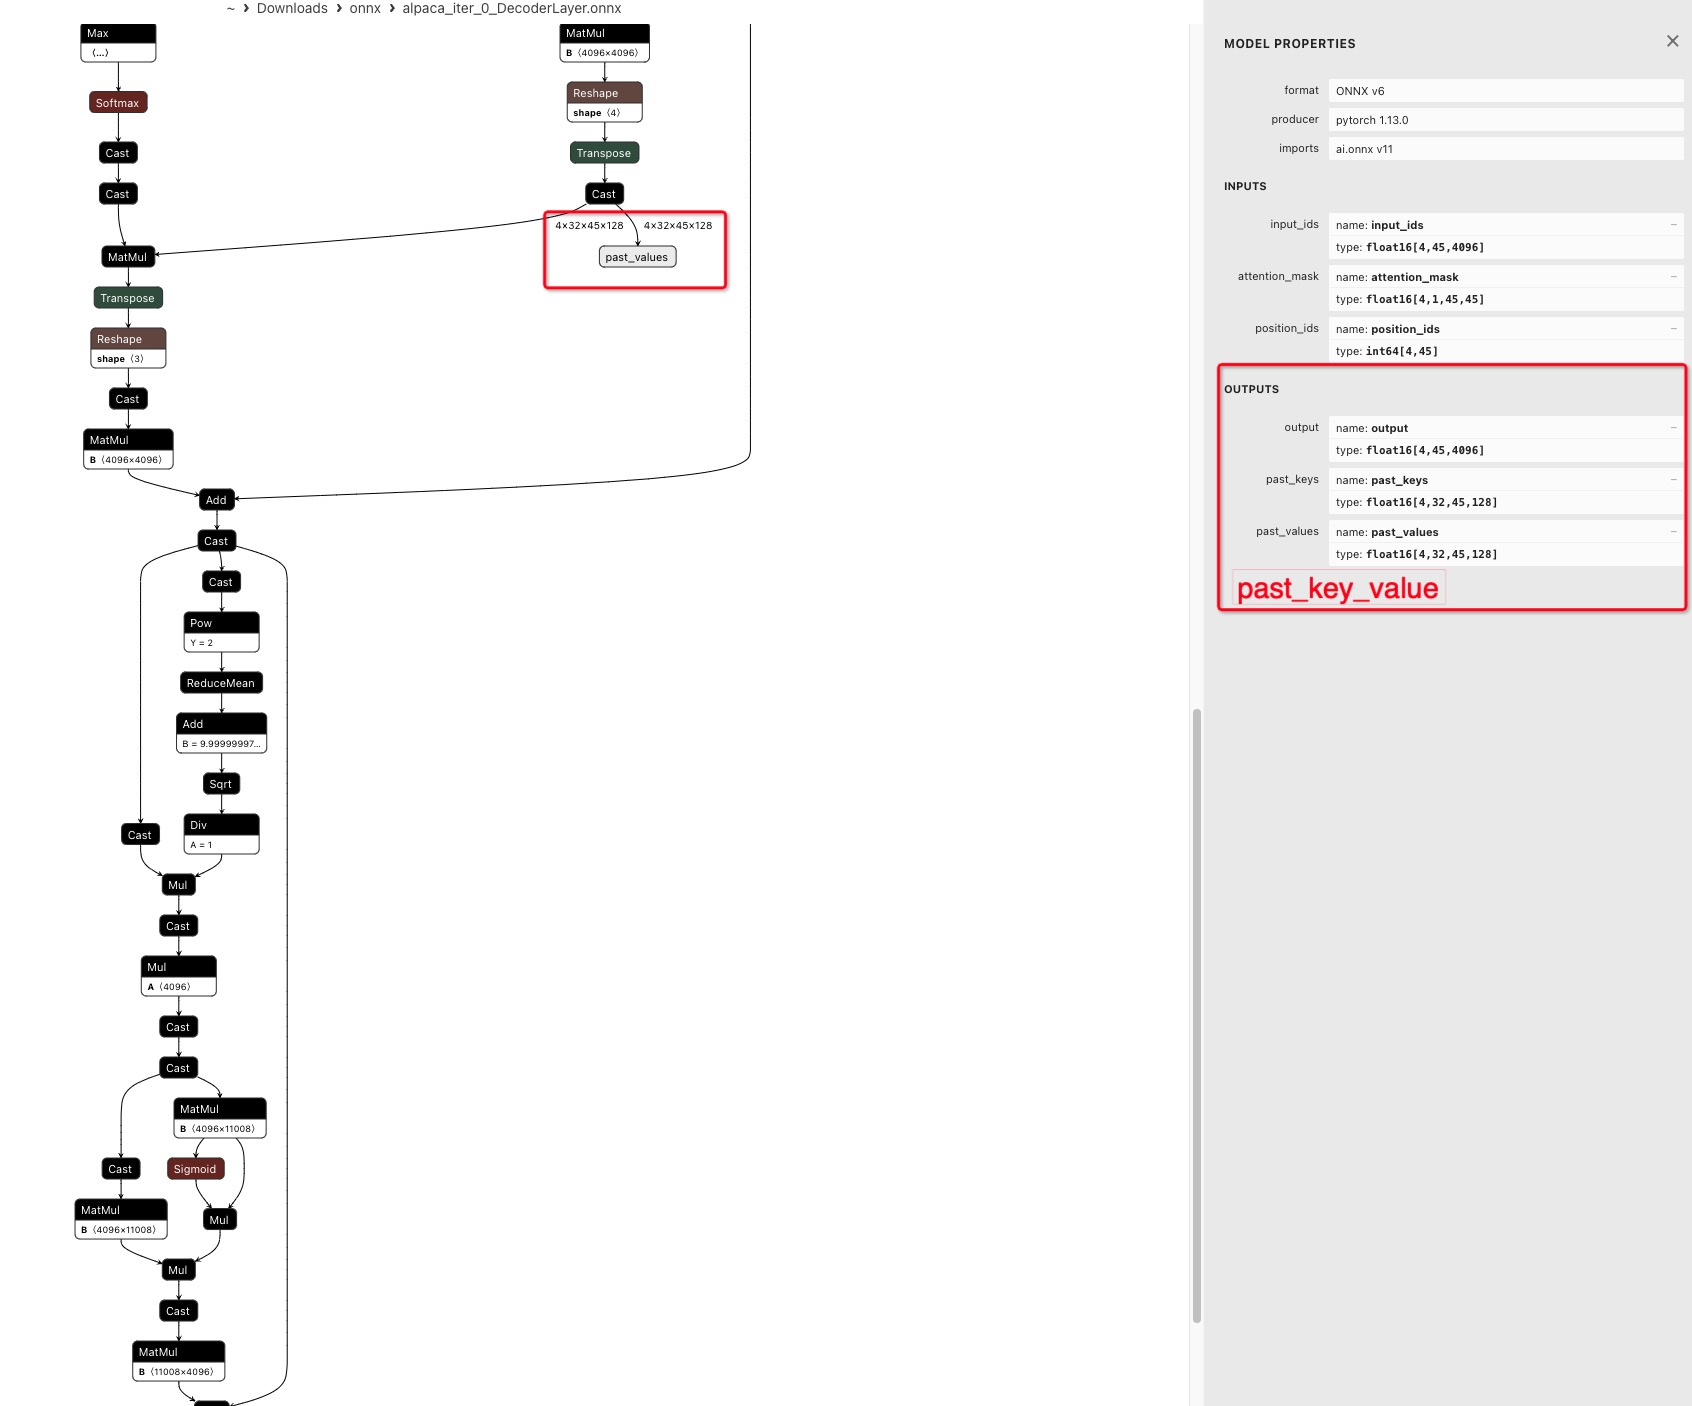 ~ › Downloads › onnx › alpaca_iter_0_DecoderLayer.onnx
Max
⟨...⟩
Softmax
Cast
Cast
MatMul
B ⟨4096×4096⟩
Reshape
shape ⟨4⟩
Transpose
Cast
4×32×45×128 4×32×45×128
past_values
MatMul
Transpose
Reshape
shape ⟨3⟩
Cast
MatMul
B ⟨4096×4096⟩
Add
Cast
Cast
Pow
Y = 2
ReduceMean
Add
B = 9.99999997...
Sqrt
Div
A = 1
Cast
Mul
Cast
Mul
A ⟨4096⟩
Cast
Cast
MatMul
B ⟨4096×11008⟩
Cast
Sigmoid
MatMul
B ⟨4096×11008⟩
Mul
Mul
Cast
MatMul
B ⟨11008×4096⟩
MODEL PROPERTIES
format ONNX v6
producer pytorch 1.13.0
imports ai.onnx v11
INPUTS
input_ids name: input_ids
type: float16[4,45,4096]
attention_mask name: attention_mask
type: float16[4,1,45,45]
position_ids name: position_ids
type: int64[4,45]
OUTPUTS
output name: output
type: float16[4,45,4096]
past_keys name: past_keys
type: float16[4,32,45,128]
past_values name: past_values
type: float16[4,32,45,128]
past_key_value